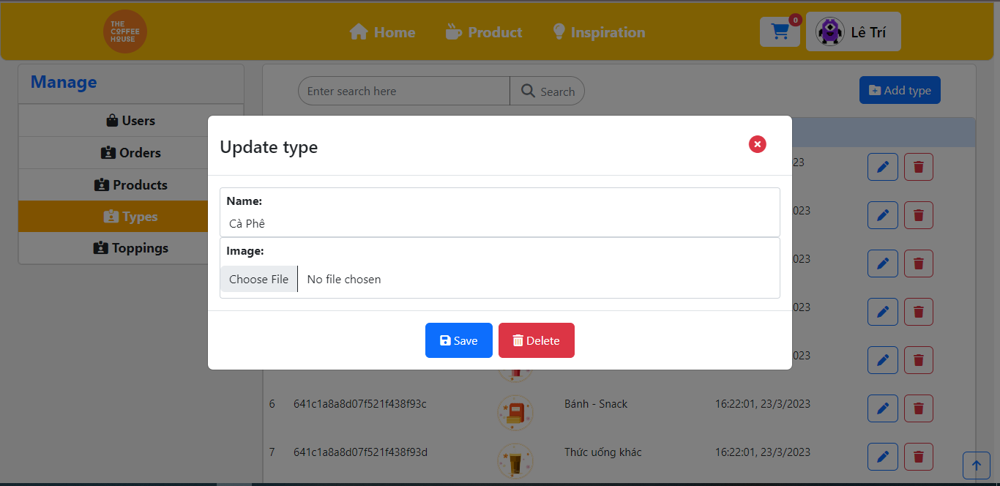 THE
COFFEE
HOUSE
Home
Product
Inspiration
0
Lê Trí
Manage
Users
Orders
Products
Types
Toppings
Enter search here
Search
Add type
Update type
Name:
Cà Phê
Image:
Choose File
No file chosen
Save
Delete
23
023
023
023
023
6 641c1a8a8d07f521f438f93c Bánh - Snack 16:22:01, 23/3/2023
7 641c1a8a8d07f521f438f93d Thức uống khác 16:22:01, 23/3/2023